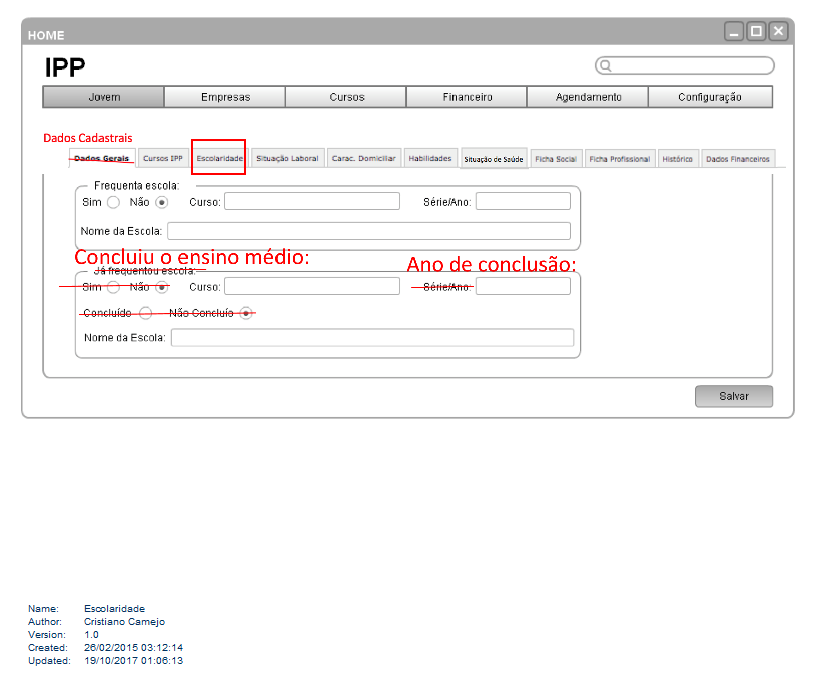 HOME
IPP
Jovem Empresas Cursos Financeiro Agendamento Configuração
Dados Cadastrais
Dados Gerais Cursos IPP Escolaridade Situação Laboral Carac. Domiciliar Habilidades Situação de Saúde Ficha Social Ficha Profissional Histórico Dados Financeiros
Frequenta escola:
Sim Não Curso: Série/Ano:
Nome da Escola:
Concluiu o ensino médio: Ano de conclusão:
Já frequentou escola:
Sim Não Curso: Série/Ano:
Concluído Não Concluío
Nome da Escola:
Salvar
Name: Escolaridade
Author: Cristiano Camejo
Version: 1.0
Created: 26/02/2015 03:12:14
Updated: 19/10/2017 01:06:13